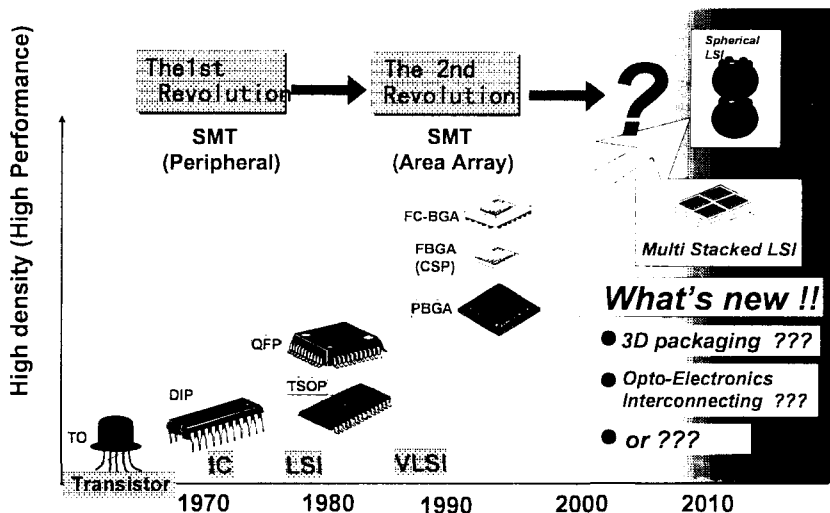 The1st
Revolution
The 2nd
Revolution
?
Spherical
LSI
SMT
(Peripheral)
SMT
(Area Array)
High density (High Performance)
FC-BGA
FBGA
(CSP)
PBGA
Multi Stacked LSI
What's new !!
QFP
TSOP
DIP
TO
● 3D packaging ???
● Opto-Electronics
Interconnecting ???
● or ???
IC
LSI
VLSI
Transistor
1970
1980
1990
2000
2010